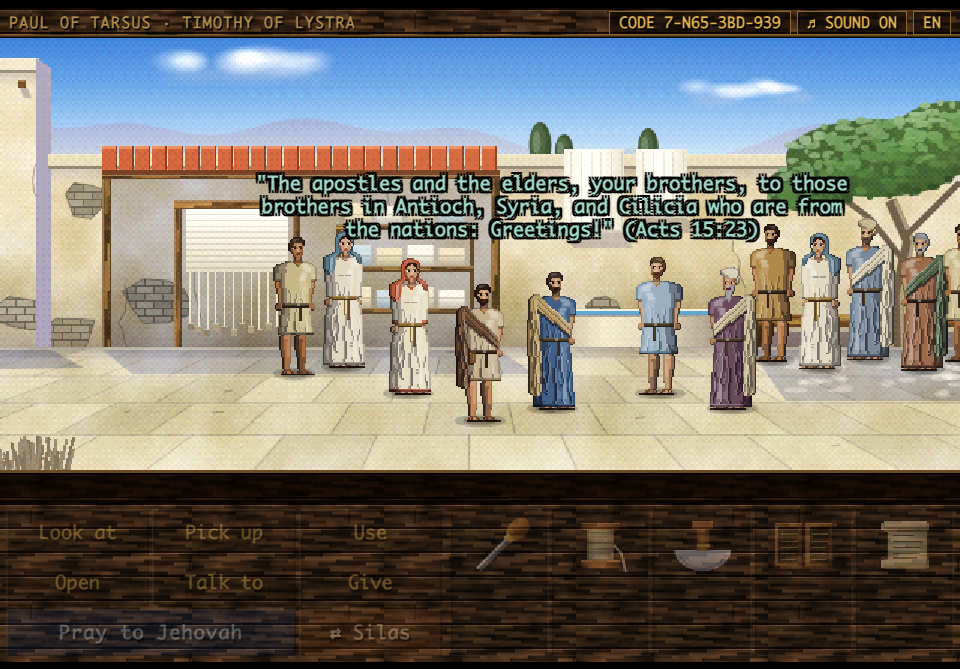 PAUL OF TARSUS · TIMOTHY OF LYSTRA
CODE 7-N65-3BD-939
♬ SOUND ON
EN
"The apostles and the elders, your brothers, to those
brothers in Antioch, Syria, and Cilicia who are from
the nations: Greetings!" (Acts 15:23)
Look at
Pick up
Use
Open
Talk to
Give
Pray to Jehovah
⇄ Silas